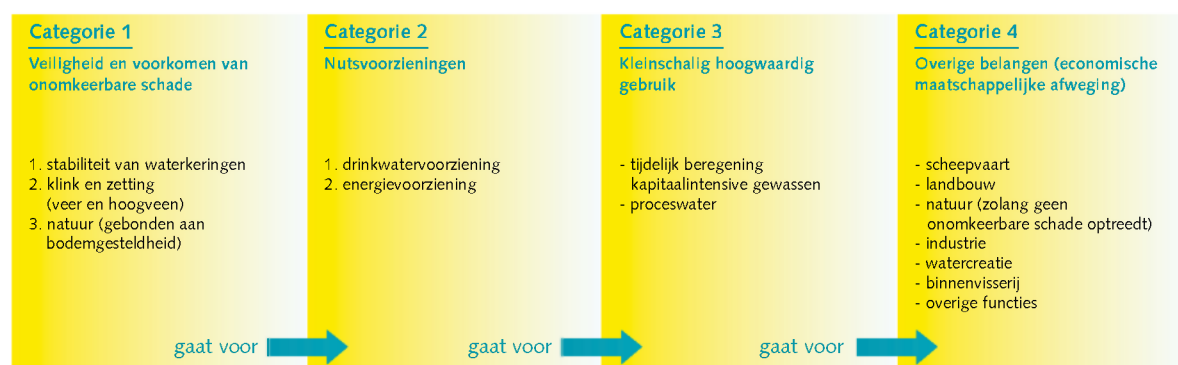 Categorie 1
Veiligheid en voorkomen van
onomkeerbare schade
1. stabiliteit van waterkeringen
2. klink en zetting
(veer en hoogveen)
3. natuur (gebonden aan
bodemgesteldheid)
gaat voor
Categorie 2
Nutsvoorzieningen
1. drinkwatervoorziening
2. energievoorziening
gaat voor
Categorie 3
Kleinschalig hoogwaardig
gebruik
- tijdelijk beregening
kapitaalintensive gewassen
- proceswater
gaat voor
Categorie 4
Overige belangen (economische
maatschappelijke afweging)
- scheepvaart
- landbouw
- natuur (zolang geen
onomkeerbare schade optreedt)
- industrie
- watercreatie
- binnenvisserij
- overige functies